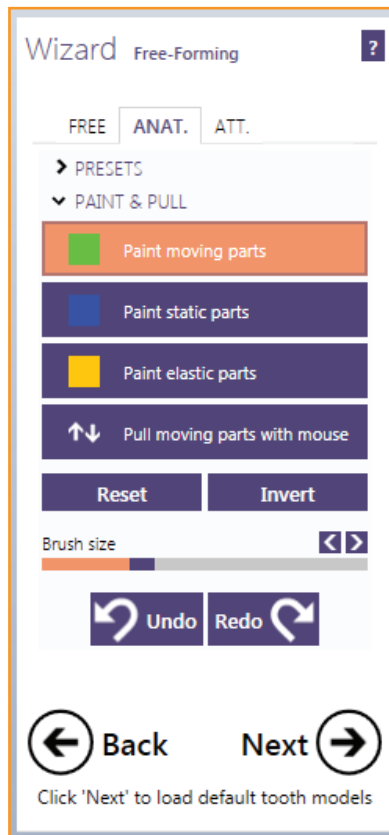 Wizard Free-Forming ?
FREE ANAT. ATT.
PRESETS
PAINT & PULL
Paint moving parts
Paint static parts
Paint elastic parts
Pull moving parts with mouse
Reset Invert
Brush size
Undo Redo
Back Next
Click 'Next' to load default tooth models